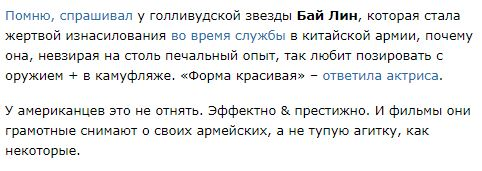 Помню, спрашивал у голливудской звезды Бай Лин, которая стала
жертвой изнасилования во время службы в китайской армии, почему
она, невзирая на столь печальный опыт, так любит позировать с
оружием + в камуфляже. «Форма красивая» – ответила актриса.
У американцев это не отнять. Эффектно & престижно. И фильмы они
грамотные снимают о своих армейских, а не тупую агитку, как
некоторые.